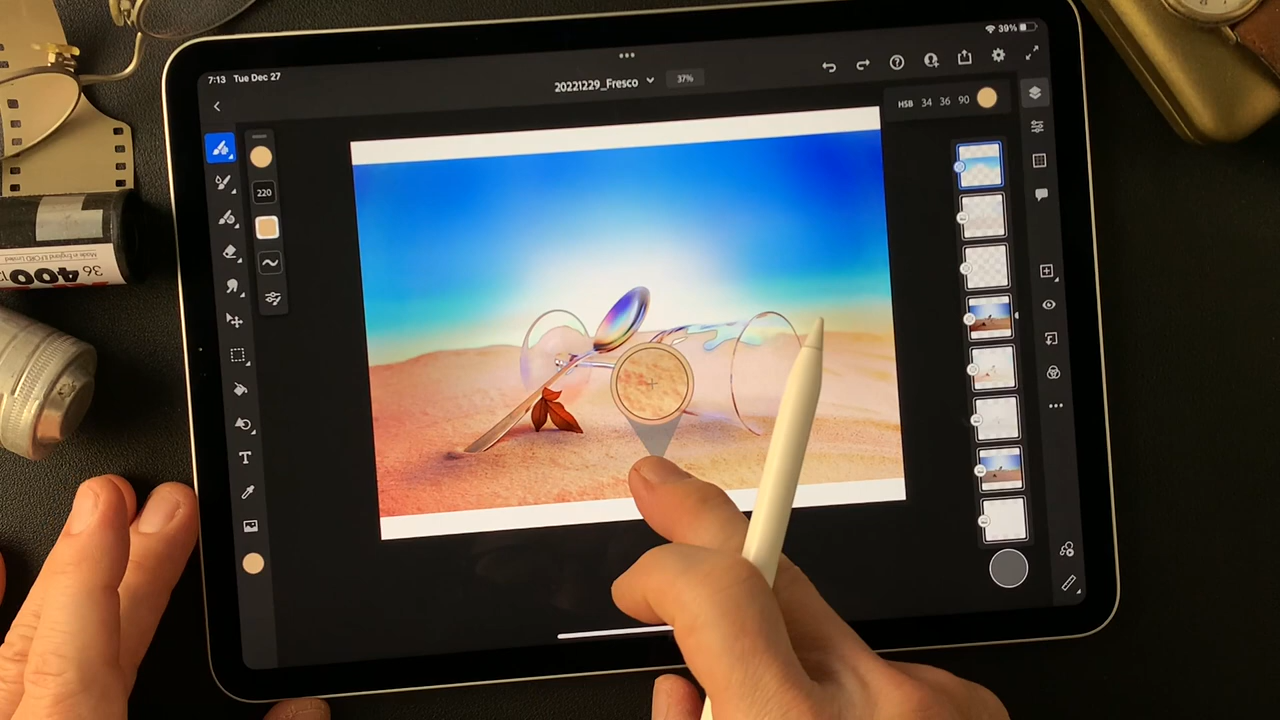 7:13 Tue Dec 27
39%
20221229_Fresco
37%
HSB 34 36 90
220
T
36
400
Made in England ILFORD Limited